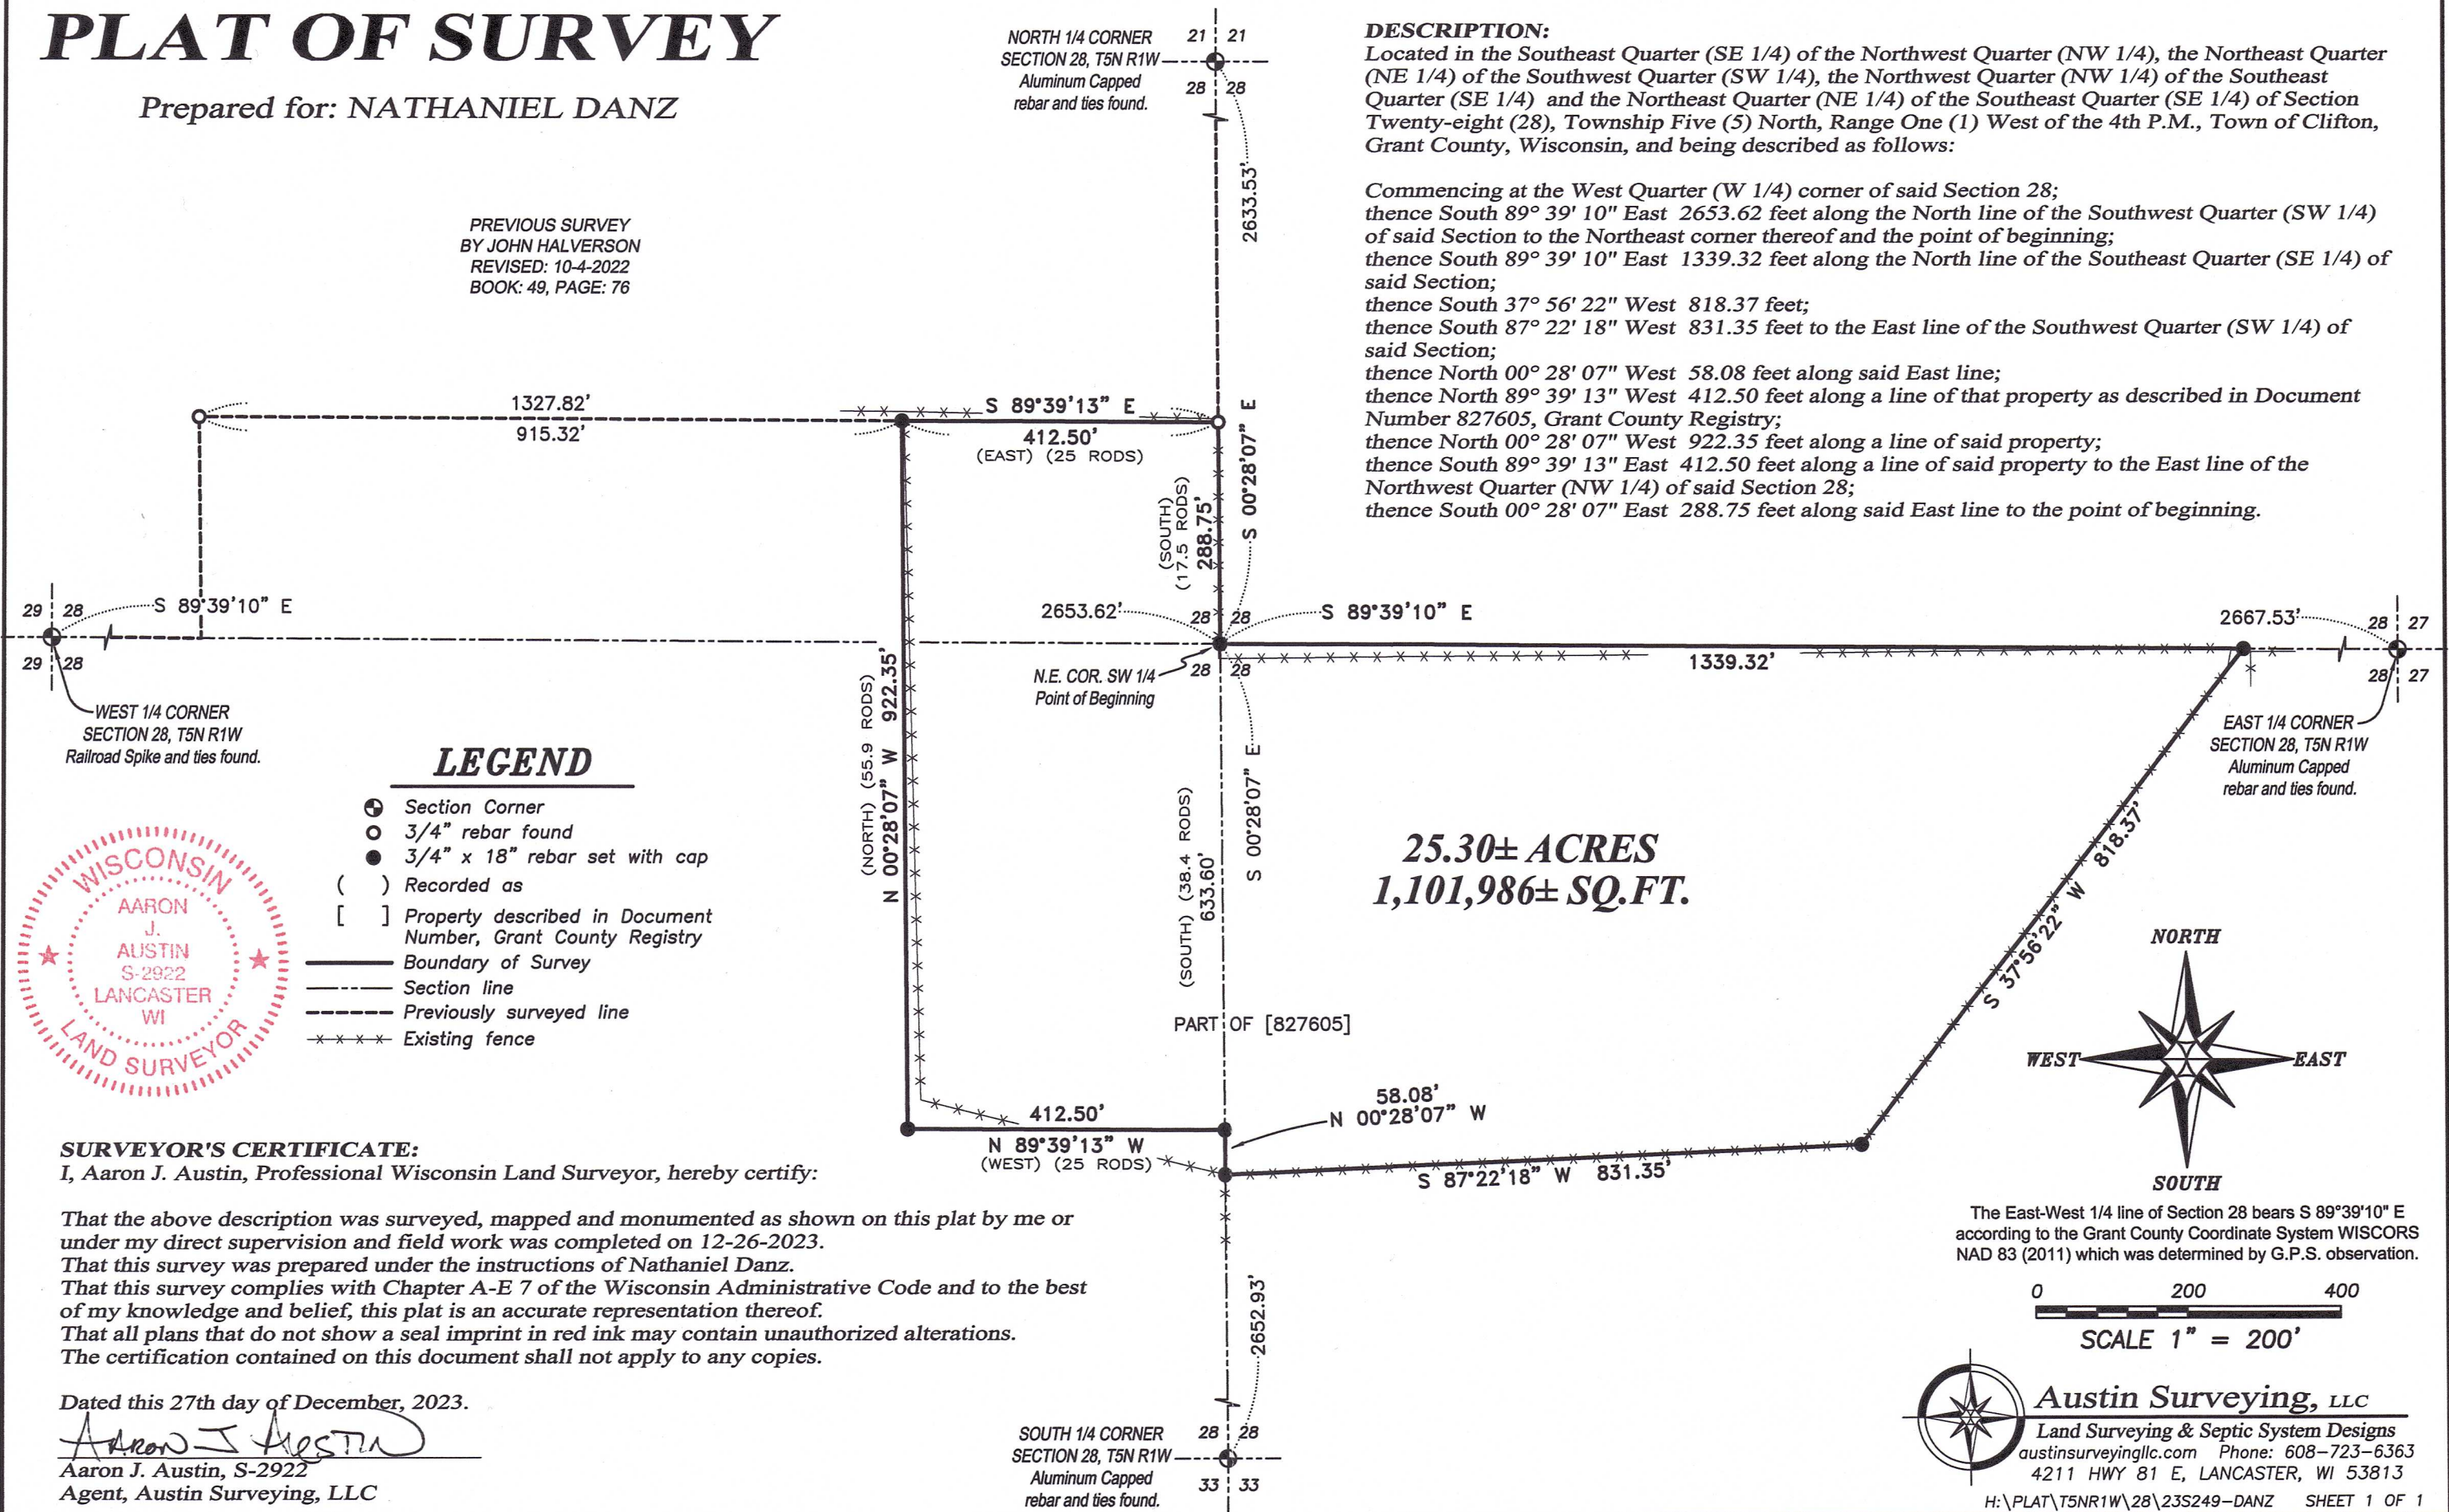 PLAT OF SURVEY
Prepared for: NATHANIEL DANZ
PREVIOUS SURVEY
BY JOHN HALVERSON
REVISED: 10-4-2022
BOOK: 49, PAGE: 76
NORTH 1/4 CORNER
SECTION 28, T5N R1W
Aluminum Capped
rebar and ties found.
21 21
28 28
2633.53'
DESCRIPTION:
Located in the Southeast Quarter (SE 1/4) of the Northwest Quarter (NW 1/4), the Northeast Quarter
(NE 1/4) of the Southwest Quarter (SW 1/4), the Northwest Quarter (NW 1/4) of the Southeast
Quarter (SE 1/4) and the Northeast Quarter (NE 1/4) of the Southeast Quarter (SE 1/4) of Section
Twenty-eight (28), Township Five (5) North, Range One (1) West of the 4th P.M., Town of Clifton,
Grant County, Wisconsin, and being described as follows:
Commencing at the West Quarter (W 1/4) corner of said Section 28;
thence South 89° 39' 10" East 2653.62 feet along the North line of the Southwest Quarter (SW 1/4)
of said Section to the Northeast corner thereof and the point of beginning;
thence South 89° 39' 10" East 1339.32 feet along the North line of the Southeast Quarter (SE 1/4) of
said Section;
thence South 37° 56' 22" West 818.37 feet;
thence South 87° 22' 18" West 831.35 feet to the East line of the Southwest Quarter (SW 1/4) of
said Section;
thence North 00° 28' 07" West 58.08 feet along said East line;
thence North 89° 39' 13" West 412.50 feet along a line of that property as described in Document
Number 827605, Grant County Registry;
thence North 00° 28' 07" West 922.35 feet along a line of said property;
thence South 89° 39' 13" East 412.50 feet along a line of said property to the East line of the
Northwest Quarter (NW 1/4) of said Section 28;
thence South 00° 28' 07" East 288.75 feet along said East line to the point of beginning.
1327.82'
915.32'
S 89°39'13" E
412.50'
(EAST) (25 RODS)
(SOUTH)
(17.5 RODS)
288.75'
S 00°28'07" E
29 28
29 28
S 89°39'10" E
WEST 1/4 CORNER
SECTION 28, T5N R1W
Railroad Spike and ties found.
2653.62'
28 28
28 28
S 89°39'10" E
1339.32'
N.E. COR. SW 1/4
Point of Beginning
2667.53'
28 27
28 27
EAST 1/4 CORNER
SECTION 28, T5N R1W
Aluminum Capped
rebar and ties found.
(NORTH) (55.9 RODS)
N 00°28'07" W 922.35'
(SOUTH) (38.4 RODS)
633.60'
S 00°28'07" E
25.30± ACRES
1,101,986± SQ.FT.
S 37°56'22" W 818.37'
PART OF [827605]
58.08'
N 00°28'07" W
412.50'
N 89°39'13" W
(WEST) (25 RODS)
S 87°22'18" W 831.35'
2652.93'
SOUTH 1/4 CORNER
SECTION 28, T5N R1W
Aluminum Capped
rebar and ties found.
28 28
33 33
LEGEND
Section Corner
3/4" rebar found
3/4" x 18" rebar set with cap
( ) Recorded as
[ ] Property described in Document
Number, Grant County Registry
Boundary of Survey
Section line
Previously surveyed line
Existing fence
WISCONSIN
AARON
J.
AUSTIN
S-2922
LANCASTER
WI
LAND SURVEYOR
SURVEYOR'S CERTIFICATE:
I, Aaron J. Austin, Professional Wisconsin Land Surveyor, hereby certify:
That the above description was surveyed, mapped and monumented as shown on this plat by me or
under my direct supervision and field work was completed on 12-26-2023.
That this survey was prepared under the instructions of Nathaniel Danz.
That this survey complies with Chapter A-E 7 of the Wisconsin Administrative Code and to the best
of my knowledge and belief, this plat is an accurate representation thereof.
That all plans that do not show a seal imprint in red ink may contain unauthorized alterations.
The certification contained on this document shall not apply to any copies.
Dated this 27th day of December, 2023.
Aaron J Austin
Aaron J. Austin, S-2922
Agent, Austin Surveying, LLC
NORTH
WEST
EAST
SOUTH
The East-West 1/4 line of Section 28 bears S 89°39'10" E
according to the Grant County Coordinate System WISCORS
NAD 83 (2011) which was determined by G.P.S. observation.
0 200 400
SCALE 1" = 200'
Austin Surveying, LLC
Land Surveying & Septic System Designs
austinsurveyingllc.com Phone: 608-723-6363
4211 HWY 81 E, LANCASTER, WI 53813
H:\PLAT\T5NR1W\28\23S249-DANZ SHEET 1 OF 1